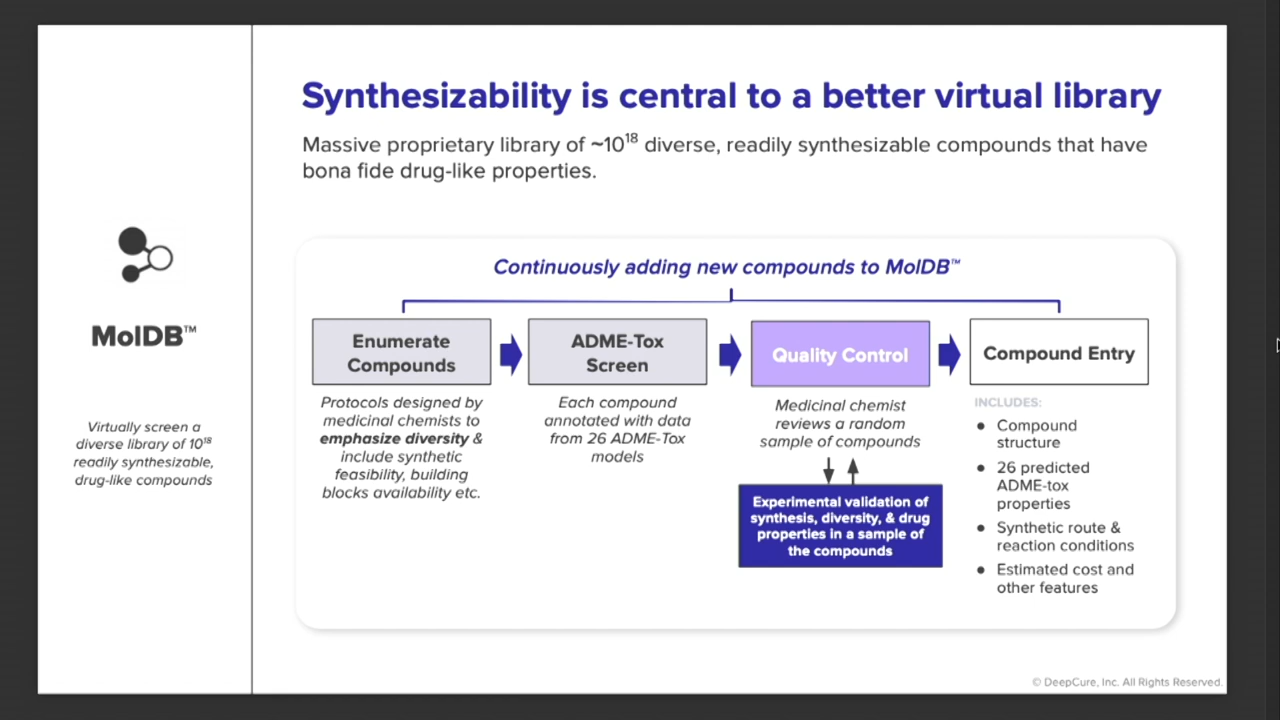 Synthesizability is central to a better virtual library
Massive proprietary library of ~10¹⁸ diverse, readily synthesizable compounds that have
bona fide drug-like properties.
MolDB™
Virtually screen a
diverse library of 10¹⁸
readily synthesizable,
drug-like compounds
Continuously adding new compounds to MolDB™
Enumerate
Compounds
Protocols designed by
medicinal chemists to
emphasize diversity &
include synthetic
feasibility, building
blocks availability etc.
ADME-Tox
Screen
Each compound
annotated with data
from 26 ADME-Tox
models
Quality Control
Medicinal chemist
reviews a random
sample of compounds
Experimental validation of
synthesis, diversity, & drug
properties in a sample of
the compounds
Compound Entry
INCLUDES:
● Compound
structure
● 26 predicted
ADME-tox
properties
● Synthetic route &
reaction conditions
● Estimated cost and
other features
© DeepCure, Inc. All Rights Reserved.